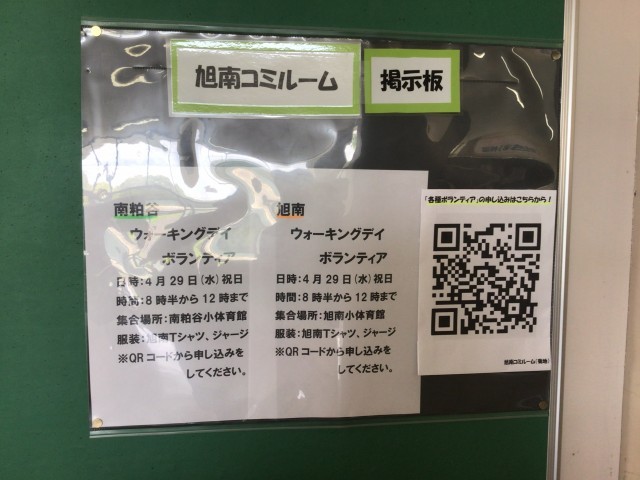 旭南コミルーム
掲示板
南粕谷
ウォーキングデイ
ボランティア
日時:4月29日(水)祝日
時間:8時半から12時まで
集合場所:南粕谷小体育館
服装:旭南Tシャツ、ジャージ
※QRコードから申し込みを
してください。
旭南
ウォーキングデイ
ボランティア
日時:4月29日(水)祝日
時間:8時半から12時まで
集合場所:旭南小体育館
服装:旭南Tシャツ、ジャージ
※QRコードから申し込みを
してください。
「各種ボランティア」の申し込みはこちらから!
旭南コミルーム(菊地)